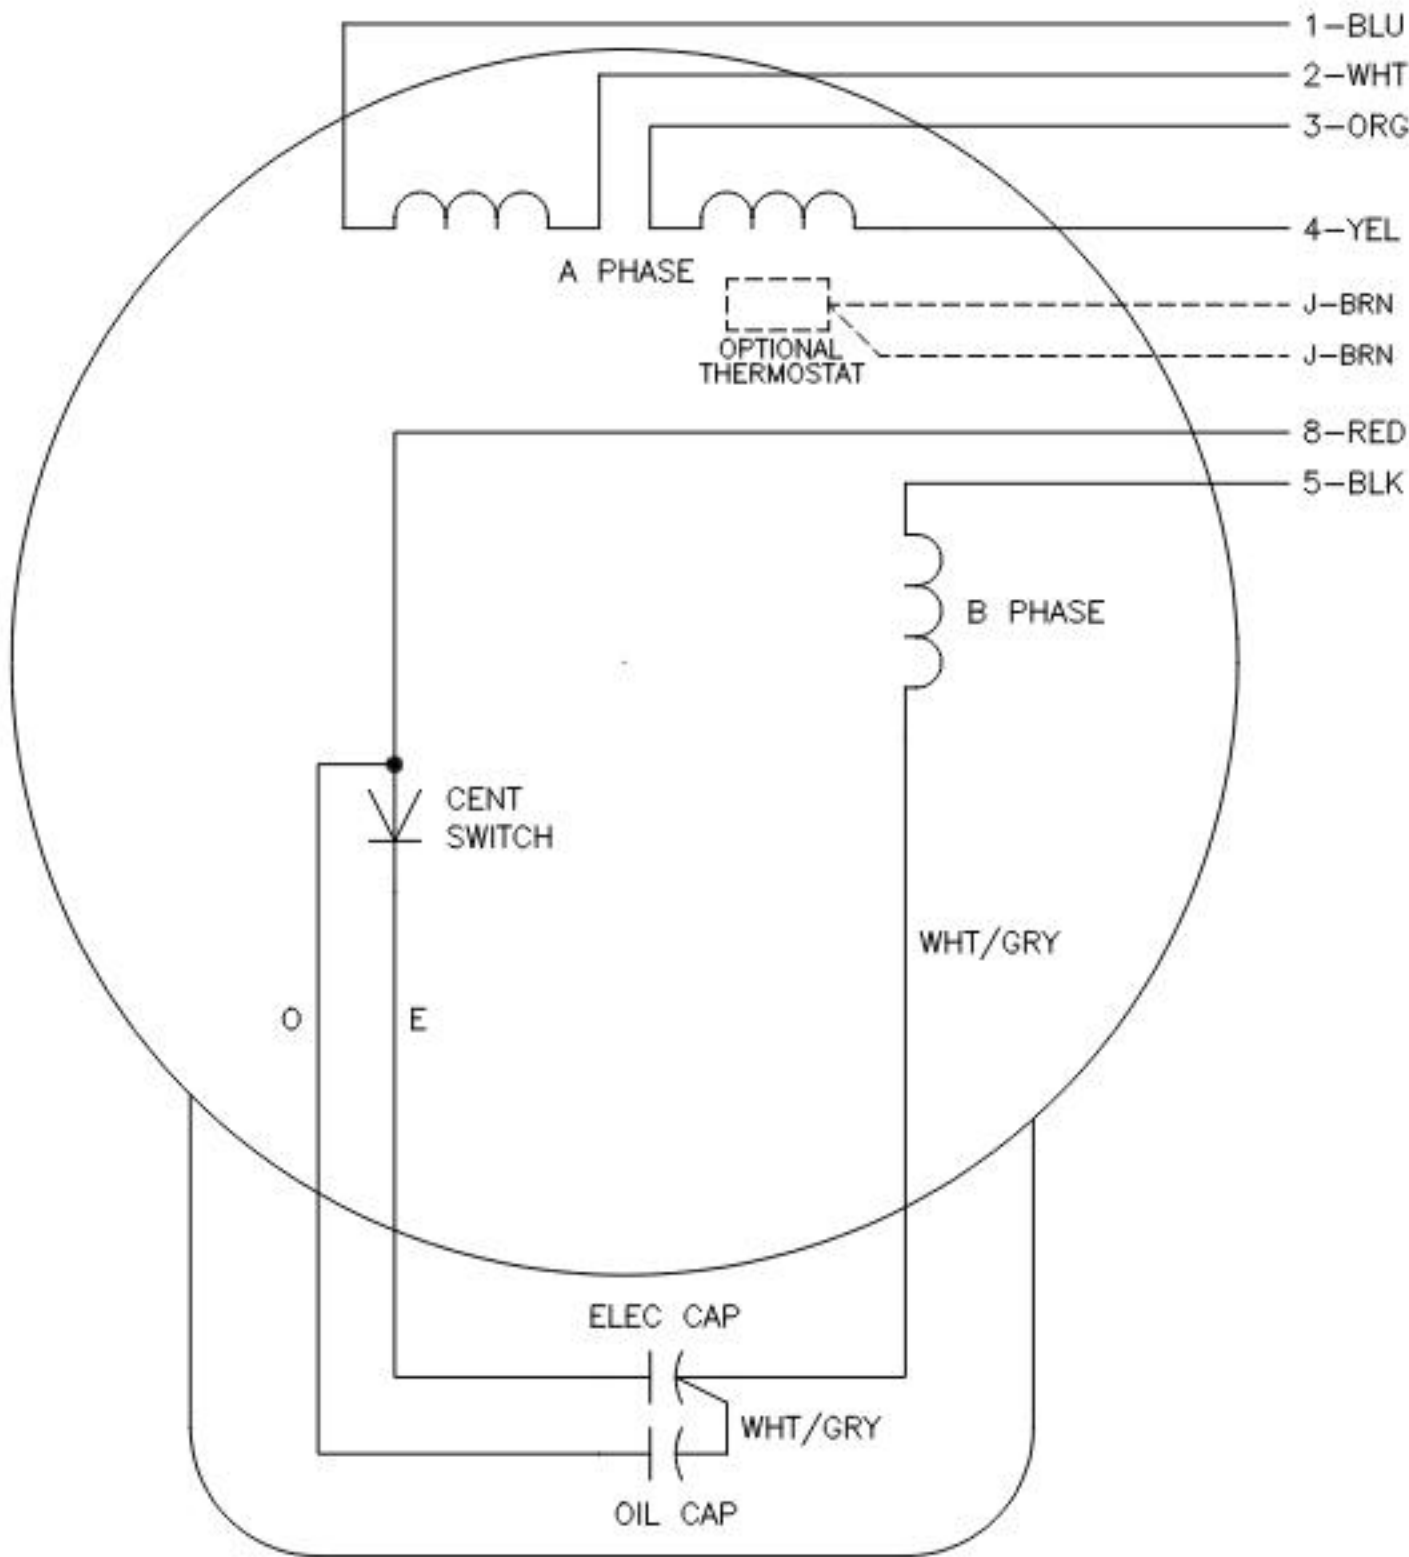 1-BLU
2-WHT
3-ORG
4-YEL
A PHASE
J-BRN
OPTIONAL
THERMOSTAT
J-BRN
8-RED
5-BLK
B PHASE
CENT
SWITCH
WHT/GRY
O
E
ELEC CAP
WHT/GRY
OIL CAP